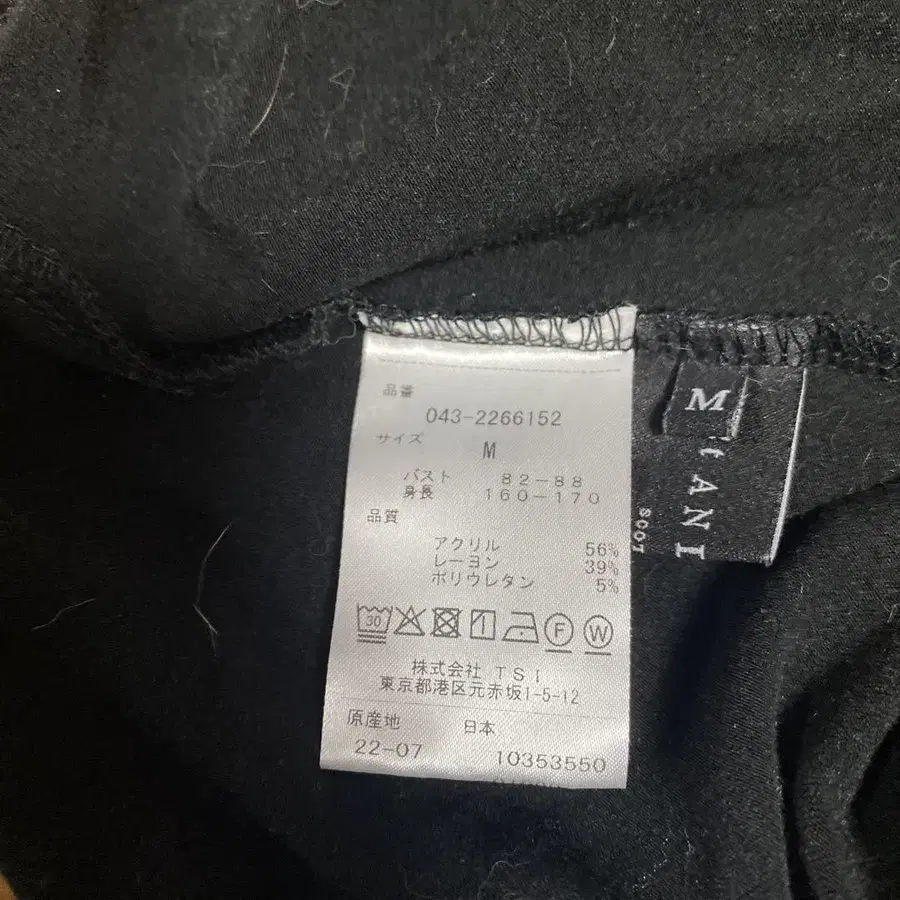 品番
043-2266152
サイズ
M
バスト 82-88
身長 160-170
品質
アクリル 56%
レーヨン 39%
ポリウレタン 5%
30
F W
株式会社 TSI
東京都港区元赤坂1-5-12
原産地 日本
22-07 10353550
M